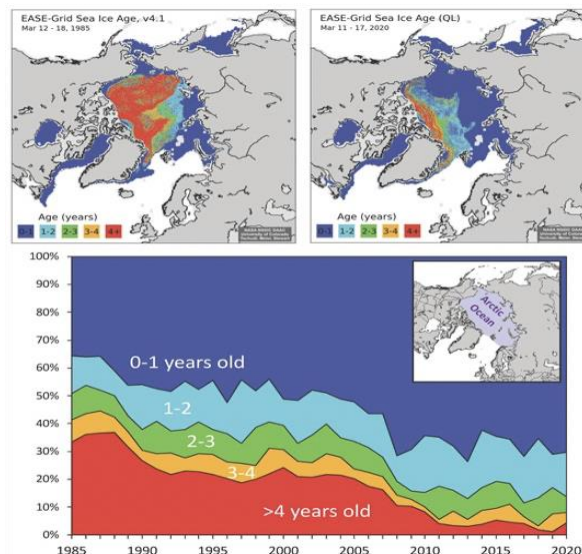 EASE-Grid Sea Ice Age, v4.1
Mar 12 - 18, 1985
Age (years)
0-1 1-2 2-3 3-4 4+
EASE-Grid Sea Ice Age (QL)
Mar 11 - 17, 2020
Age (years)
0-1 1-2 2-3 3-4 4+
100%
90%
80%
70%
60%
50%
40%
30%
20%
10%
0%
Arctic
Ocean
0-1 years old
1-2
2-3
3-4
>4 years old
1985 1990 1995 2000 2005 2010 2015 2020